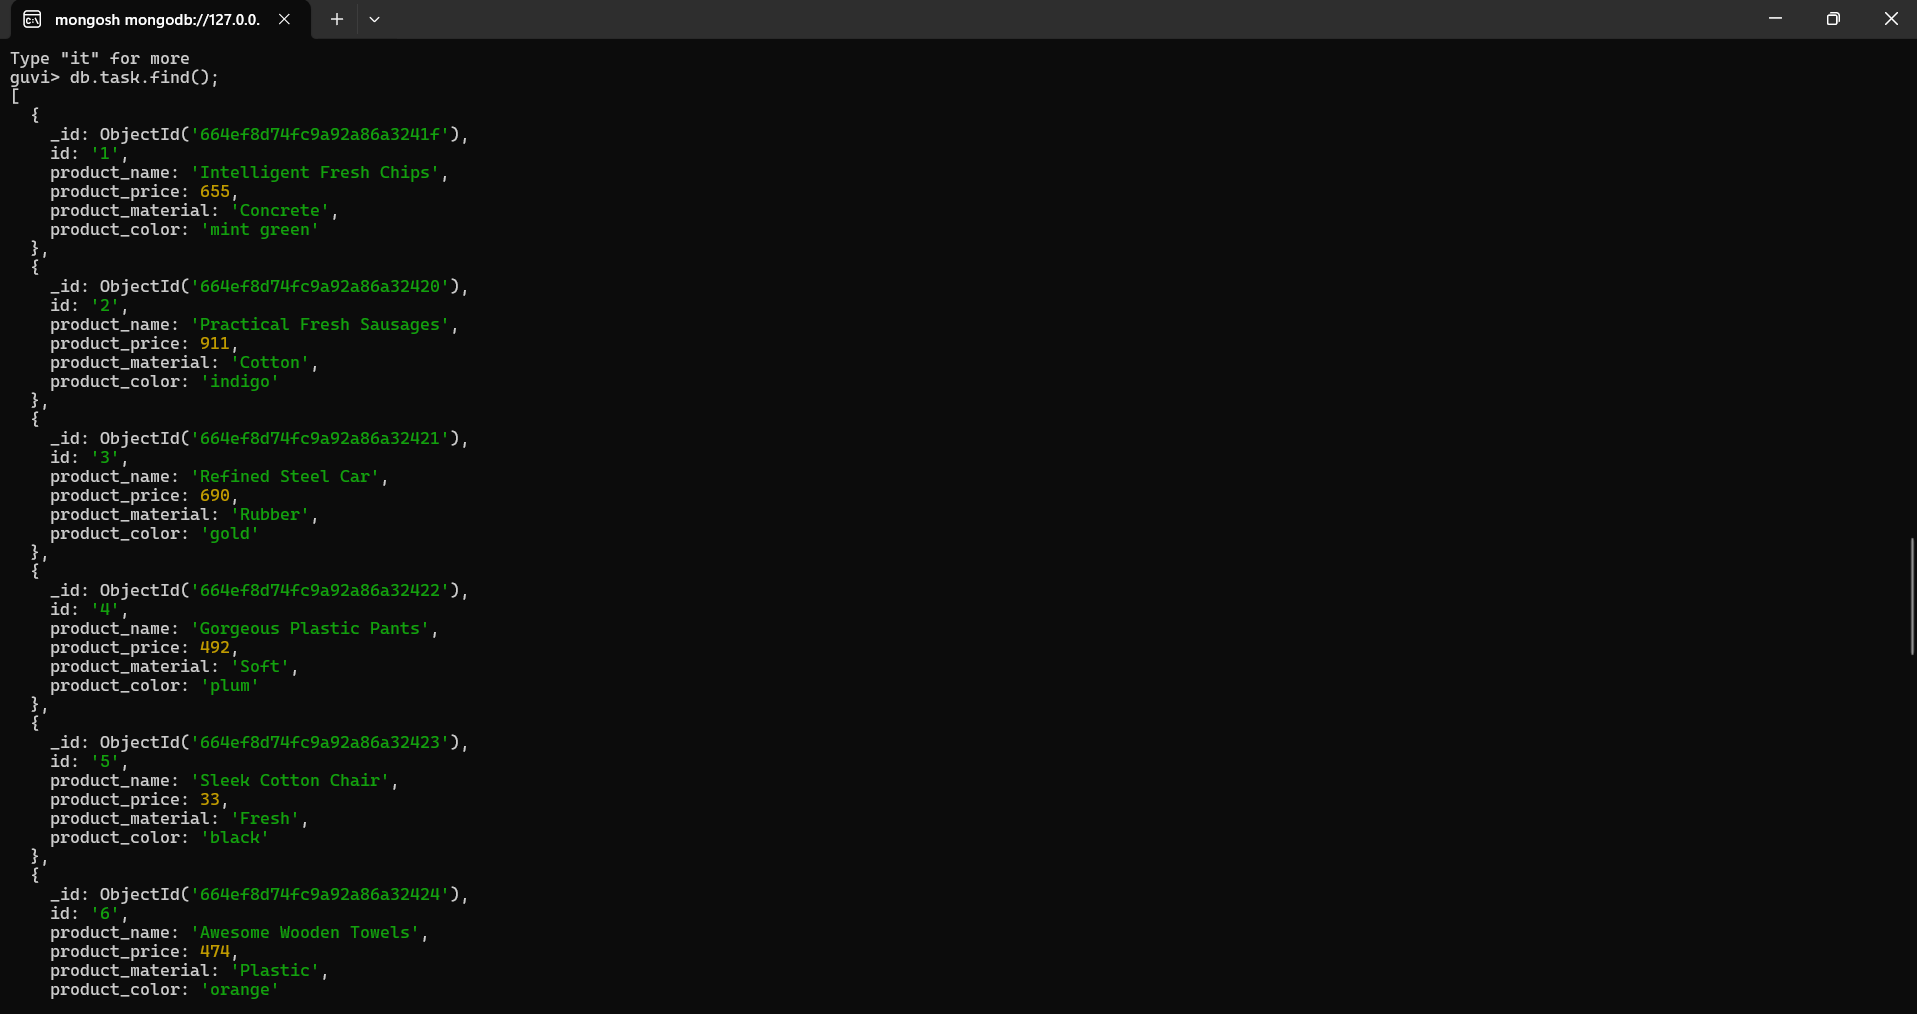 mongosh mongodb://127.0.0.
Type "it" for more
guvi> db.task.find();
[
  {
    _id: ObjectId('664ef8d74fc9a92a86a3241f'),
    id: '1',
    product_name: 'Intelligent Fresh Chips',
    product_price: 655,
    product_material: 'Concrete',
    product_color: 'mint green'
  },
  {
    _id: ObjectId('664ef8d74fc9a92a86a32420'),
    id: '2',
    product_name: 'Practical Fresh Sausages',
    product_price: 911,
    product_material: 'Cotton',
    product_color: 'indigo'
  },
  {
    _id: ObjectId('664ef8d74fc9a92a86a32421'),
    id: '3',
    product_name: 'Refined Steel Car',
    product_price: 690,
    product_material: 'Rubber',
    product_color: 'gold'
  },
  {
    _id: ObjectId('664ef8d74fc9a92a86a32422'),
    id: '4',
    product_name: 'Gorgeous Plastic Pants',
    product_price: 492,
    product_material: 'Soft',
    product_color: 'plum'
  },
  {
    _id: ObjectId('664ef8d74fc9a92a86a32423'),
    id: '5',
    product_name: 'Sleek Cotton Chair',
    product_price: 33,
    product_material: 'Fresh',
    product_color: 'black'
  },
  {
    _id: ObjectId('664ef8d74fc9a92a86a32424'),
    id: '6',
    product_name: 'Awesome Wooden Towels',
    product_price: 474,
    product_material: 'Plastic',
    product_color: 'orange'